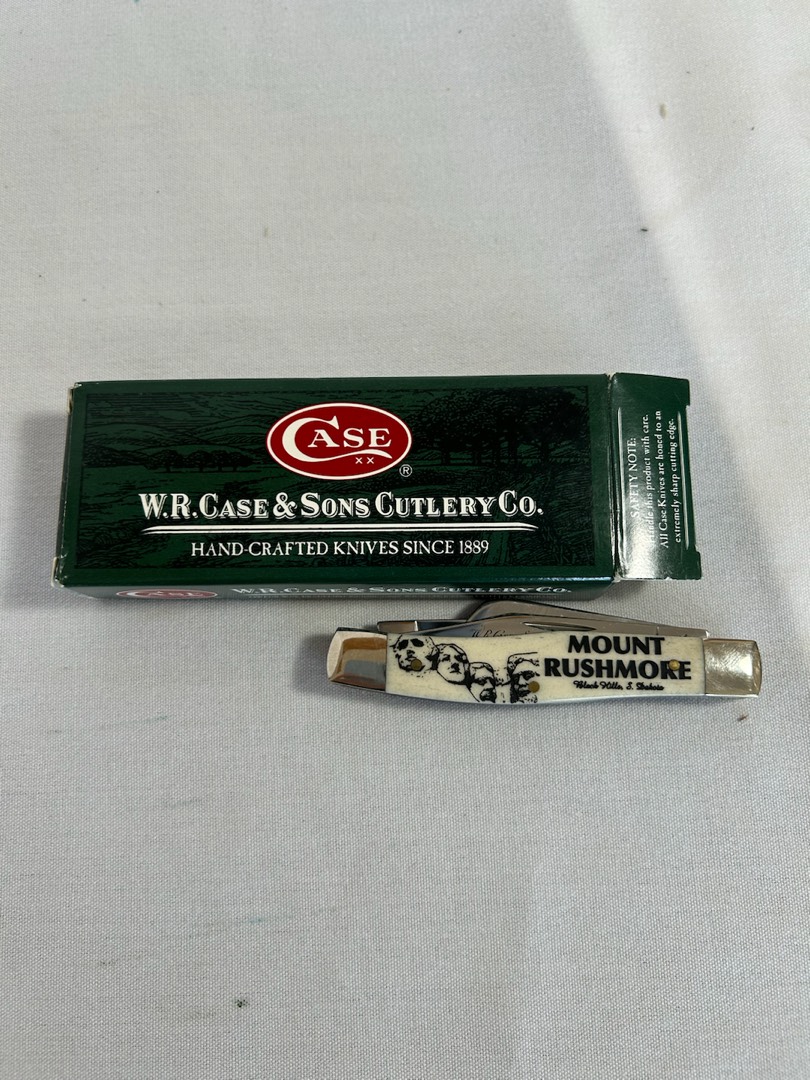 CASE
XX
®
W.R. CASE & SONS CUTLERY CO.
HAND-CRAFTED KNIVES SINCE 1889
SAFETY NOTE:
Handle this product with care.
All Case Knives are honed to an
extremely sharp cutting edge.
CASE
W.R. CASE & SONS CUTLERY CO.
MOUNT
RUSHMORE
Black Hills, S. Dakota